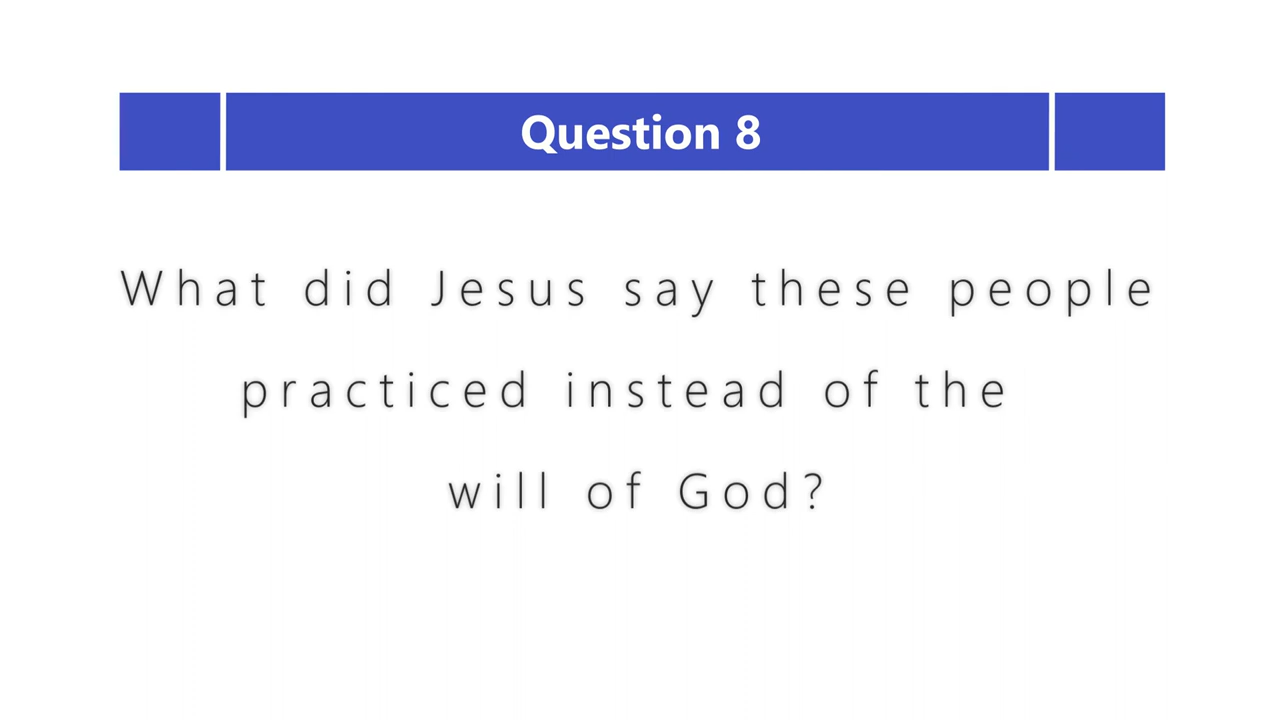 Question 8
What did Jesus say these people
practiced instead of the
will of God?